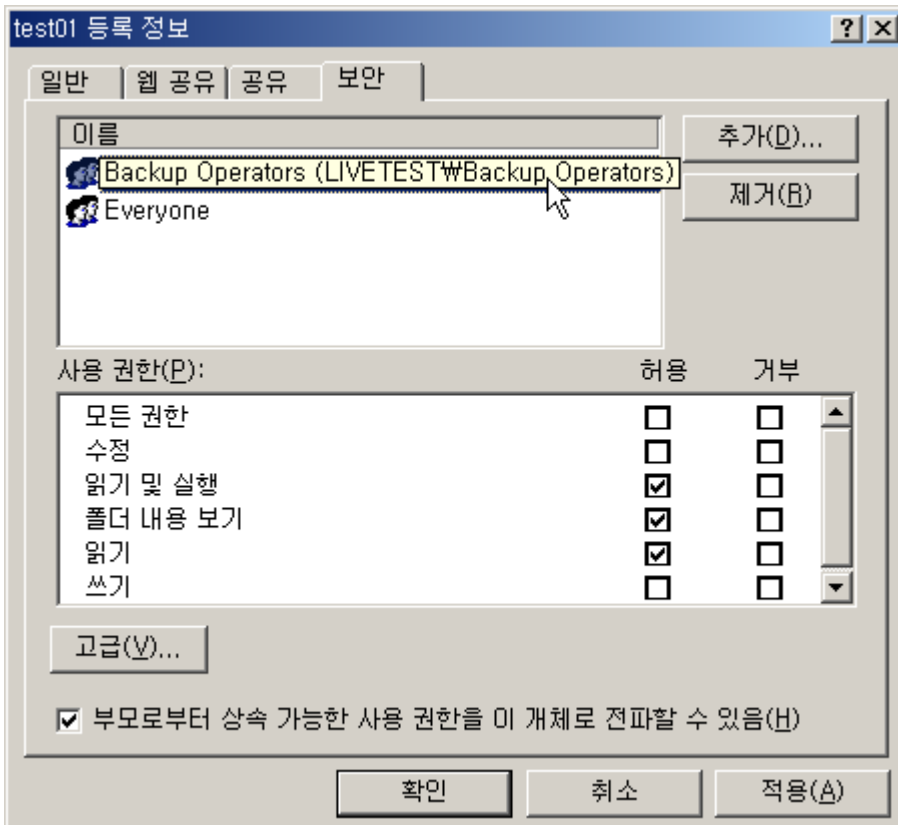 test01 등록 정보
일반 웹 공유 공유 보안
이름
추가(D)...
Backup Operators (LIVETEST₩Backup Operators)
제거(R)
Everyone
사용 권한(P): 허용 거부
모든 권한
수정
읽기 및 실행
폴더 내용 보기
읽기
쓰기
고급(V)...
부모로부터 상속 가능한 사용 권한을 이 개체로 전파할 수 있음(H)
확인 취소 적용(A)